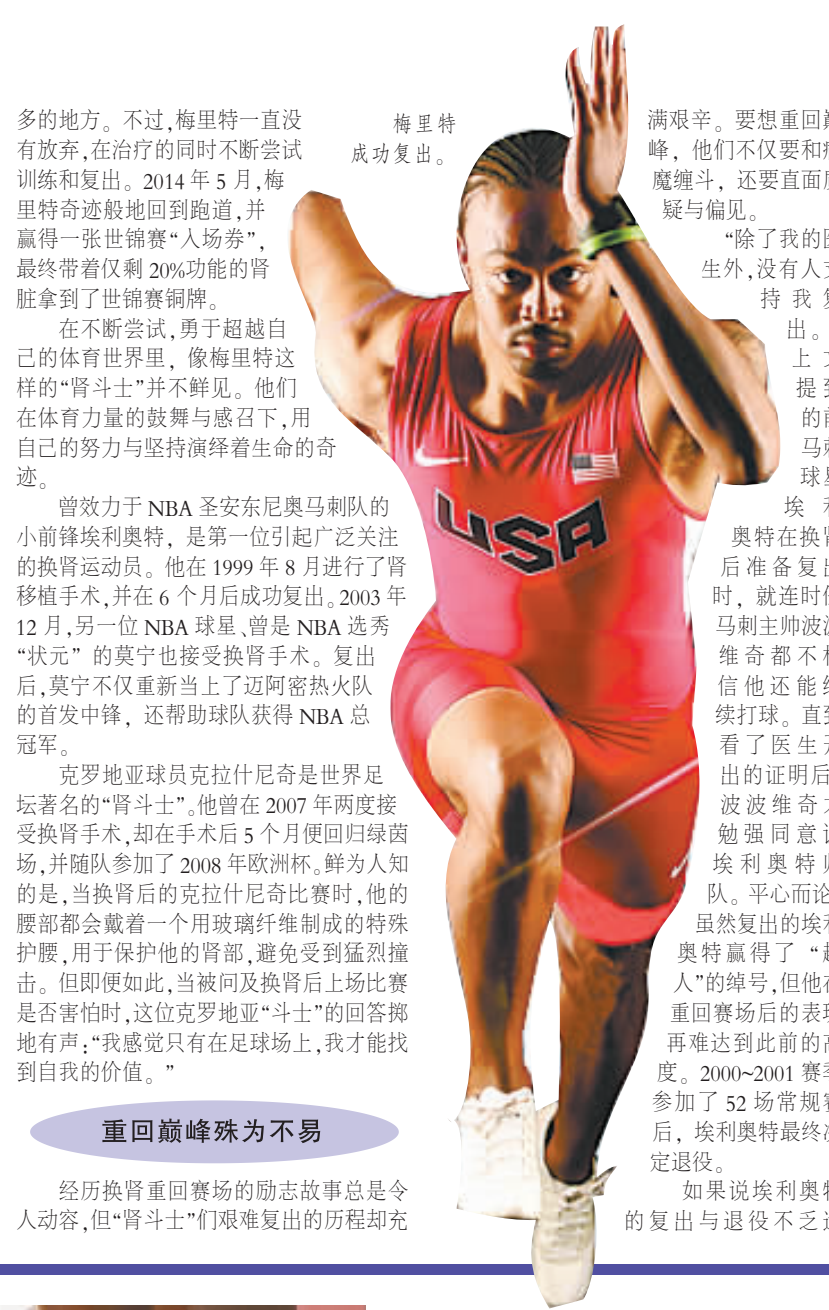 多的地方。不过,梅里特一直没
有放弃,在治疗的同时不断尝试
训练和复出。2014 年 5 月,梅
里特奇迹般地回到跑道,并
赢得一张世锦赛“入场券”,
最终带着仅剩 20%功能的肾
脏拿到了世锦赛铜牌。
在不断尝试,勇于超越自
己的体育世界里,像梅里特这
样的“肾斗士”并不鲜见。他们
在体育力量的鼓舞与感召下,用
自己的努力与坚持演绎着生命的奇
迹。
曾效力于 NBA 圣安东尼奥马刺队的
小前锋埃利奥特,是第一位引起广泛关注
的换肾运动员。他在 1999 年 8 月进行了肾
移植手术,并在 6 个月后成功复出。2003 年
12 月,另一位 NBA 球星、曾是 NBA 选秀
“状元”的莫宁也接受换肾手术。复出
后,莫宁不仅重新当上了迈阿密热火队
的首发中锋,还帮助球队获得 NBA 总
冠军。
克罗地亚球员克拉什尼奇是世界足
坛著名的“肾斗士”。他曾在 2007 年两度接
受换肾手术,却在手术后 5 个月便回归绿茵
场,并随队参加了 2008 年欧洲杯。鲜为人知
的是,当换肾后的克拉什尼奇比赛时,他的
腰部都会戴着一个用玻璃纤维制成的特殊
护腰,用于保护他的肾部,避免受到猛烈撞
击。但即便如此,当被问及换肾后上场比赛
是否害怕时,这位克罗地亚“斗士”的回答掷
地有声:“我感觉只有在足球场上,我才能找
到自我的价值。”
重回巅峰殊为不易
经历换肾重回赛场的励志故事总是令
人动容,但“肾斗士”们艰难复出的历程却充
梅里特
成功复出。
USA
满艰辛。要想重回
峰,他们不仅要和
魔缠斗,还要直面
疑与偏见。
“除了我的
生外,没有人
持我
出。
上
提
的
马
球
埃
奥特在换
后准备复
时,就连时
马刺主帅波
维奇都不
信他还能
续打球。直
看了医生
出的证明后
波波维奇
勉强同意
埃利奥特
队。平心而论
虽然复出的埃
奥特赢得了“
人”的绰号,但他
重回赛场后的表
再难达到此前的
度。2000~2001 赛
参加了 52 场常规
后,埃利奥特最终
定退役。
如果说埃利奥
的复出与退役不乏